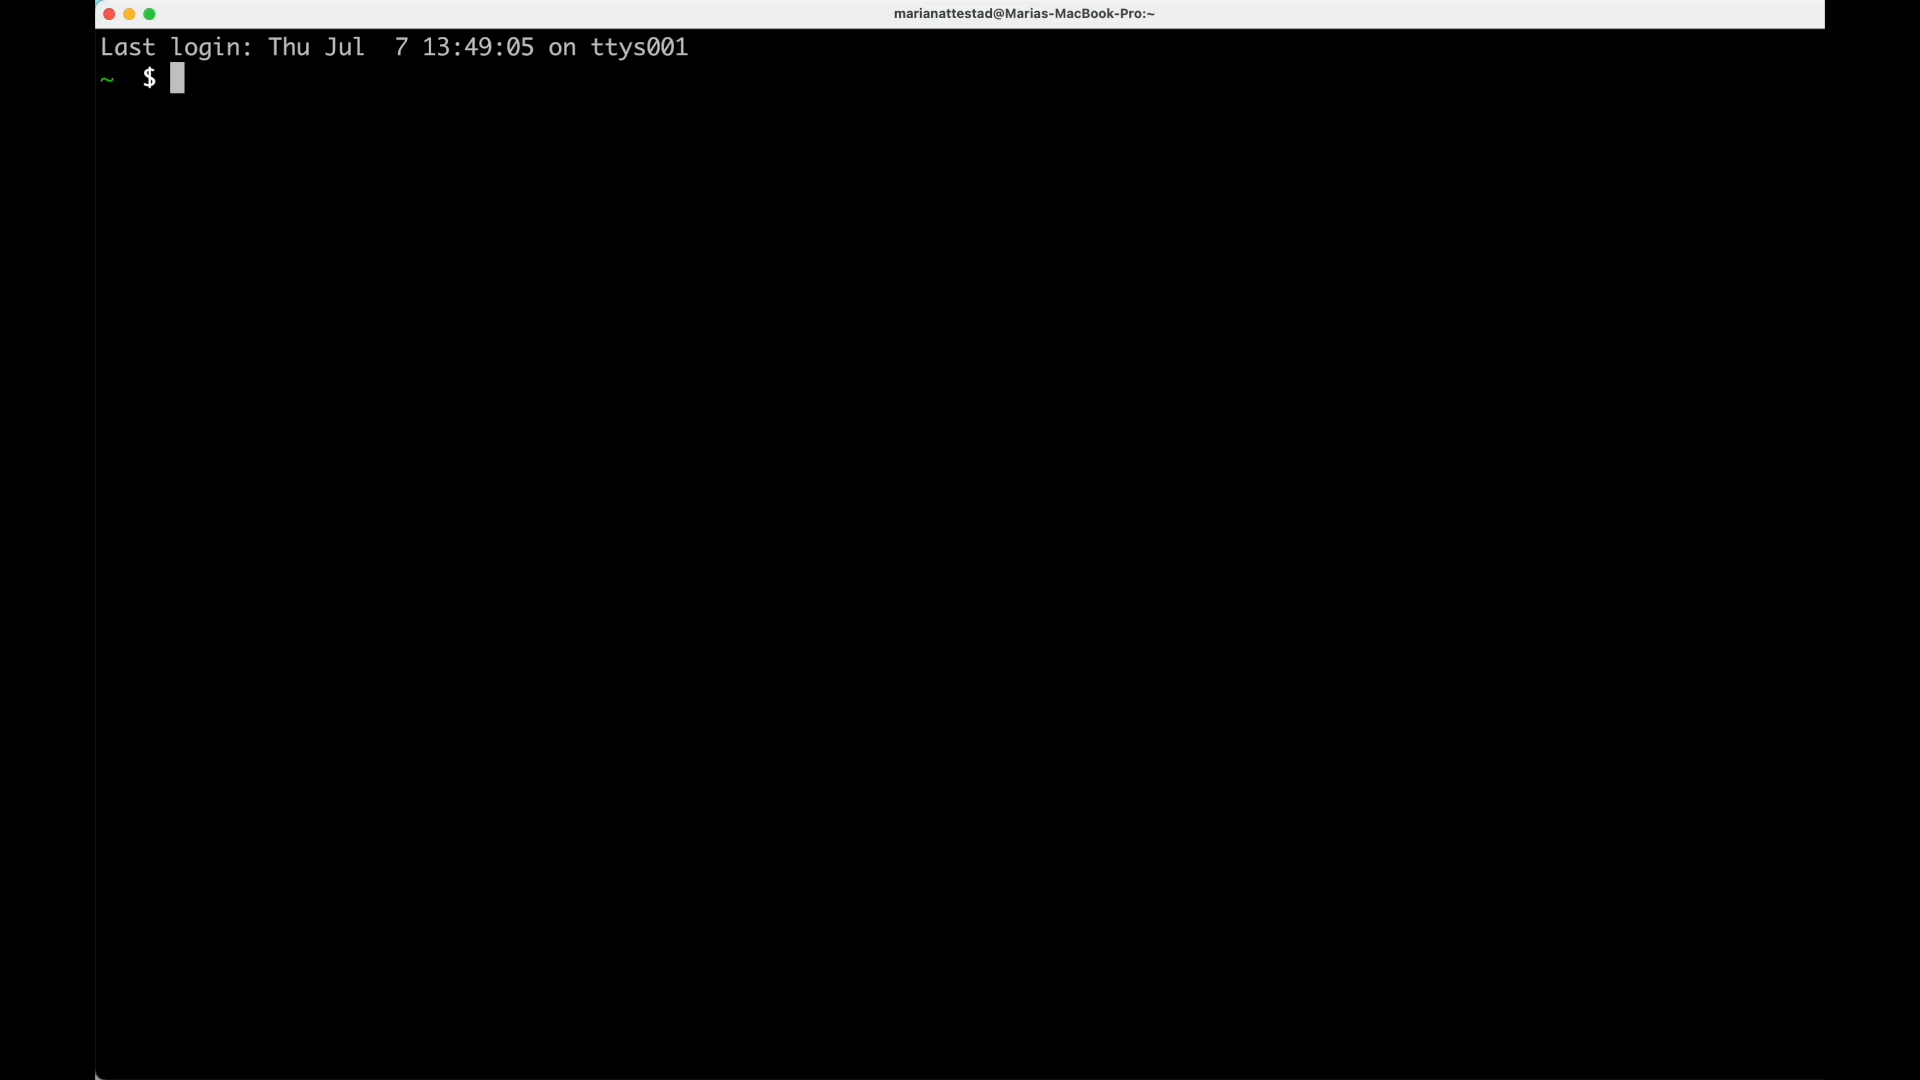 marianattestad@Marias-MacBook-Pro:~
Last login: Thu Jul  7 13:49:05 on ttys001
~  $